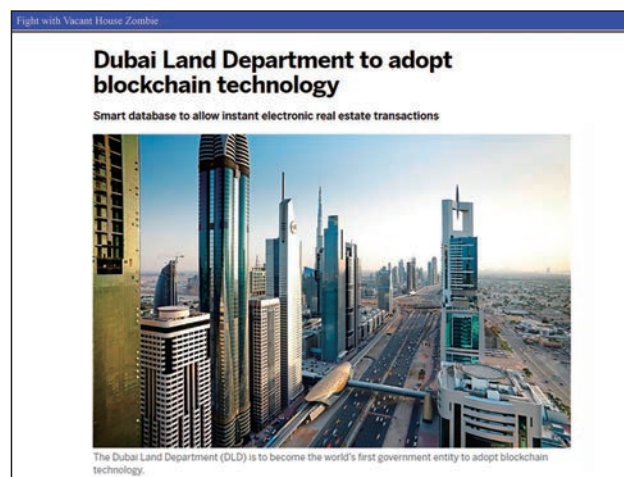 Fight with Vacant House Zombie
Dubai Land Department to adopt
blockchain technology
Smart database to allow instant electronic real estate transactions
The Dubai Land Department (DLD) is to become the world's first government entity to adopt blockchain
technology.